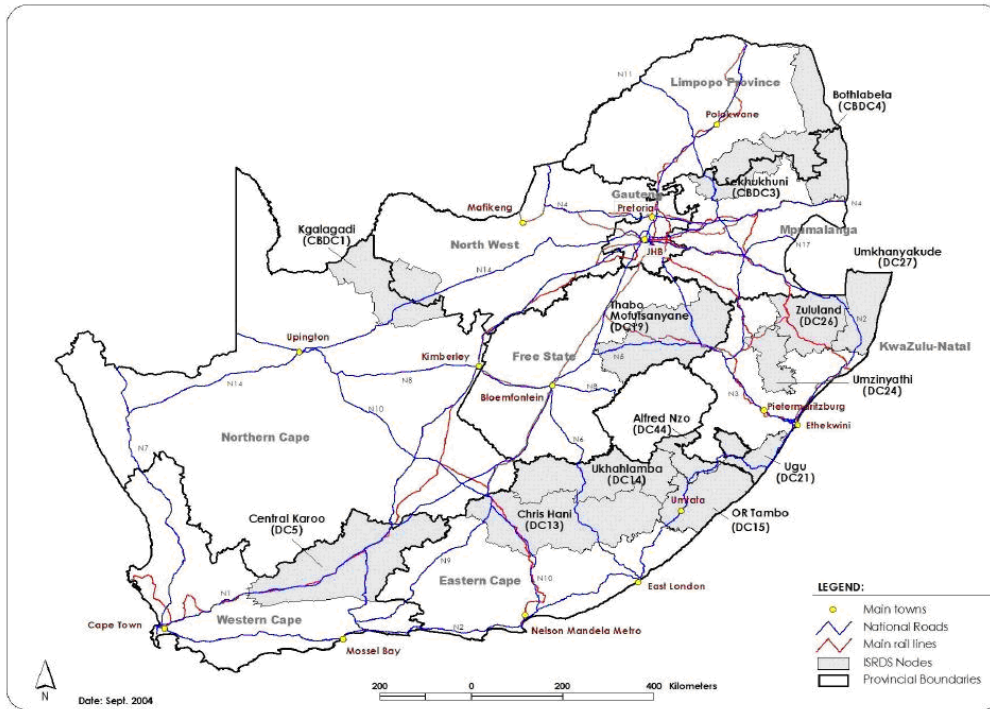 N11
Limpopo Province
Bothlabela
(CBDC4)
Polokwane
Sekhukhuni
(CBDC3)
Gauteng
Pretoria
Mafikeng
N4
N4
Kgalagadi
(CBDC1)
North West
Mpumalanga
JHB
N17
Umkhanyakude
(DC27)
N14
Thabo
Mofutsanyane
(DC19)
Zululand
(DC26)
N2
Upington
Kimberley
Free State
N5
KwaZulu-Natal
N14
N8
Bloemfontein
N8
N3
Umzinyathi
(DC24)
Pietermaritzburg
Ethekwini
N10
Alfred Nzo
(DC44)
Northern Cape
N6
N7
Ukhahlamba
(DC14)
Ugu
(DC21)
Umtata
Central Karoo
(DC5)
Chris Hani
(DC13)
OR Tambo
(DC15)
N9
Eastern Cape
N10
East London
N1
Western Cape
Cape Town
N2
Nelson Mandela Metro
Mossel Bay
LEGEND:
Main towns
National Roads
Main rail lines
ISRDS Nodes
Provincial Boundaries
N
Date: Sept. 2004
200 0 200 400 Kilometers